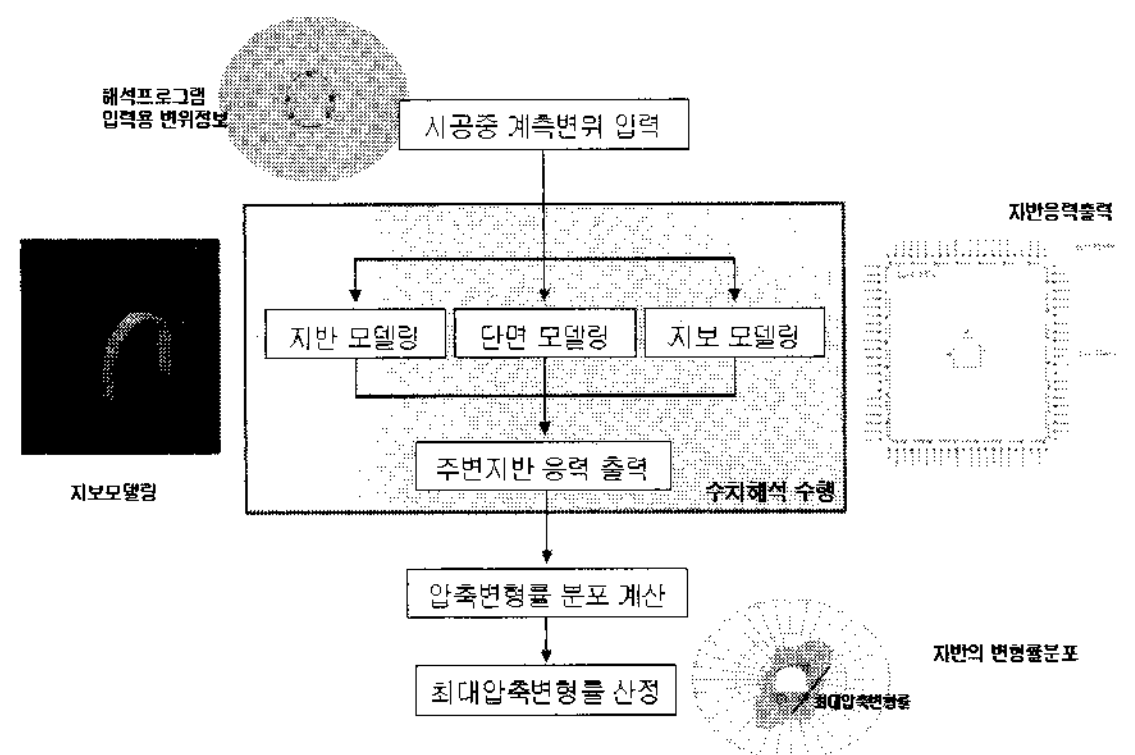 해석프로그램
입력용 변위정보
시공중 계측변위 입력
지반응력출력
지반 모델링
단면 모델링
지보 모델링
주변지반 응력 출력
수치해석 수행
지보모델링
압축변형률 분포 계산
지반의 변형률분포
최대압축변형률
최대압축변형률 산정